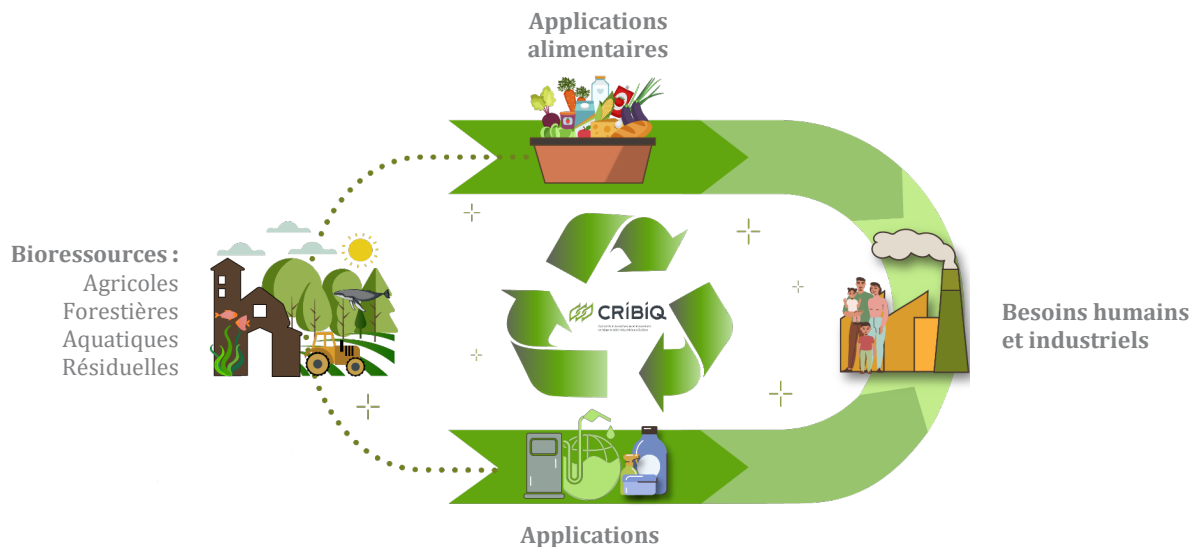 Applications
alimentaires
Bioressources :
Agricoles
Forestières
Aquatiques
Résiduelles
CRIBIQ
Besoins humains
et industriels
Applications